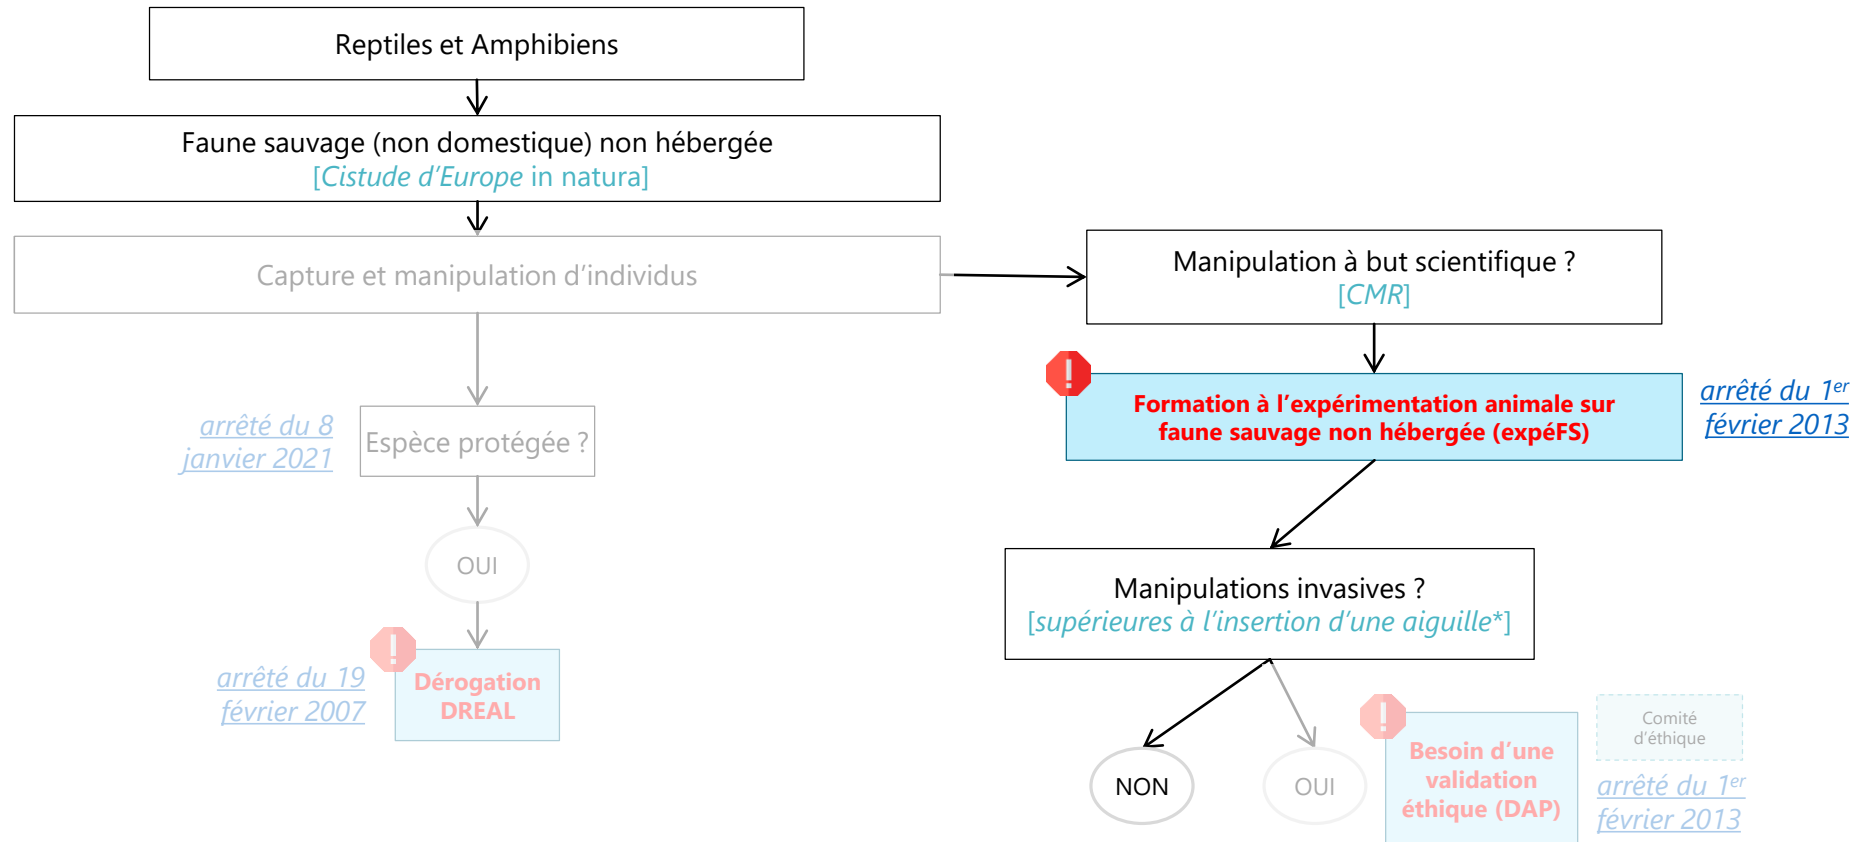 Reptiles et Amphibiens
Faune sauvage (non domestique) non hébergée
[Cistude d'Europe in natura]
Capture et manipulation d'individus
Manipulation à but scientifique ?
[CMR]
Formation à l'expérimentation animale sur
faune sauvage non hébergée (expéFS)
arrêté du 1er
février 2013
arrêté du 8
janvier 2021
Espèce protégée ?
OUI
Dérogation
DREAL
arrêté du 19
février 2007
Manipulations invasives ?
[supérieures à l'insertion d'une aiguille*]
NON
OUI
Besoin d'une
validation
éthique (DAP)
Comité
d'éthique
arrêté du 1er
février 2013